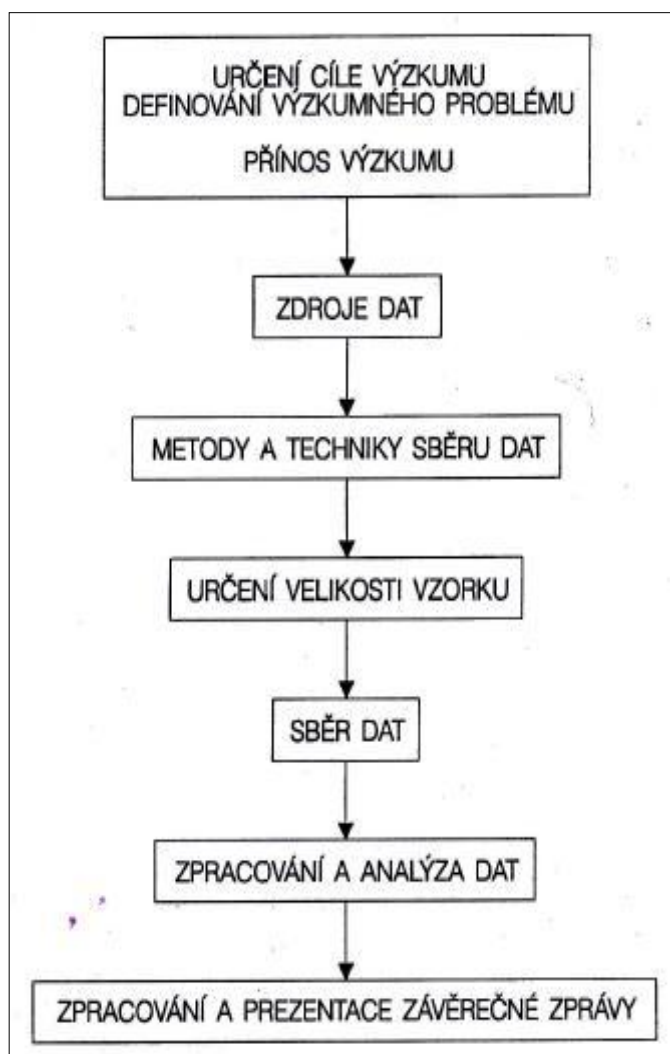 URČENÍ CÍLE VÝZKUMU
DEFINOVÁNÍ VÝZKUMNÉHO PROBLÉMU
PŘÍNOS VÝZKUMU
ZDROJE DAT
METODY A TECHNIKY SBĚRU DAT
URČENÍ VELIKOSTI VZORKU
SBĚR DAT
ZPRACOVÁNÍ A ANALÝZA DAT
ZPRACOVÁNÍ A PREZENTACE ZÁVĚREČNÉ ZPRÁVY